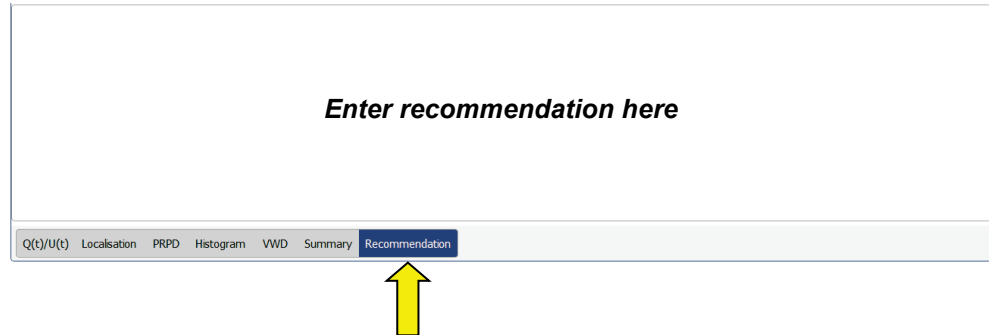 Enter recommendation here
Q(t)/U(t) Localisation PRPD Histogram VWD Summary Recommendation